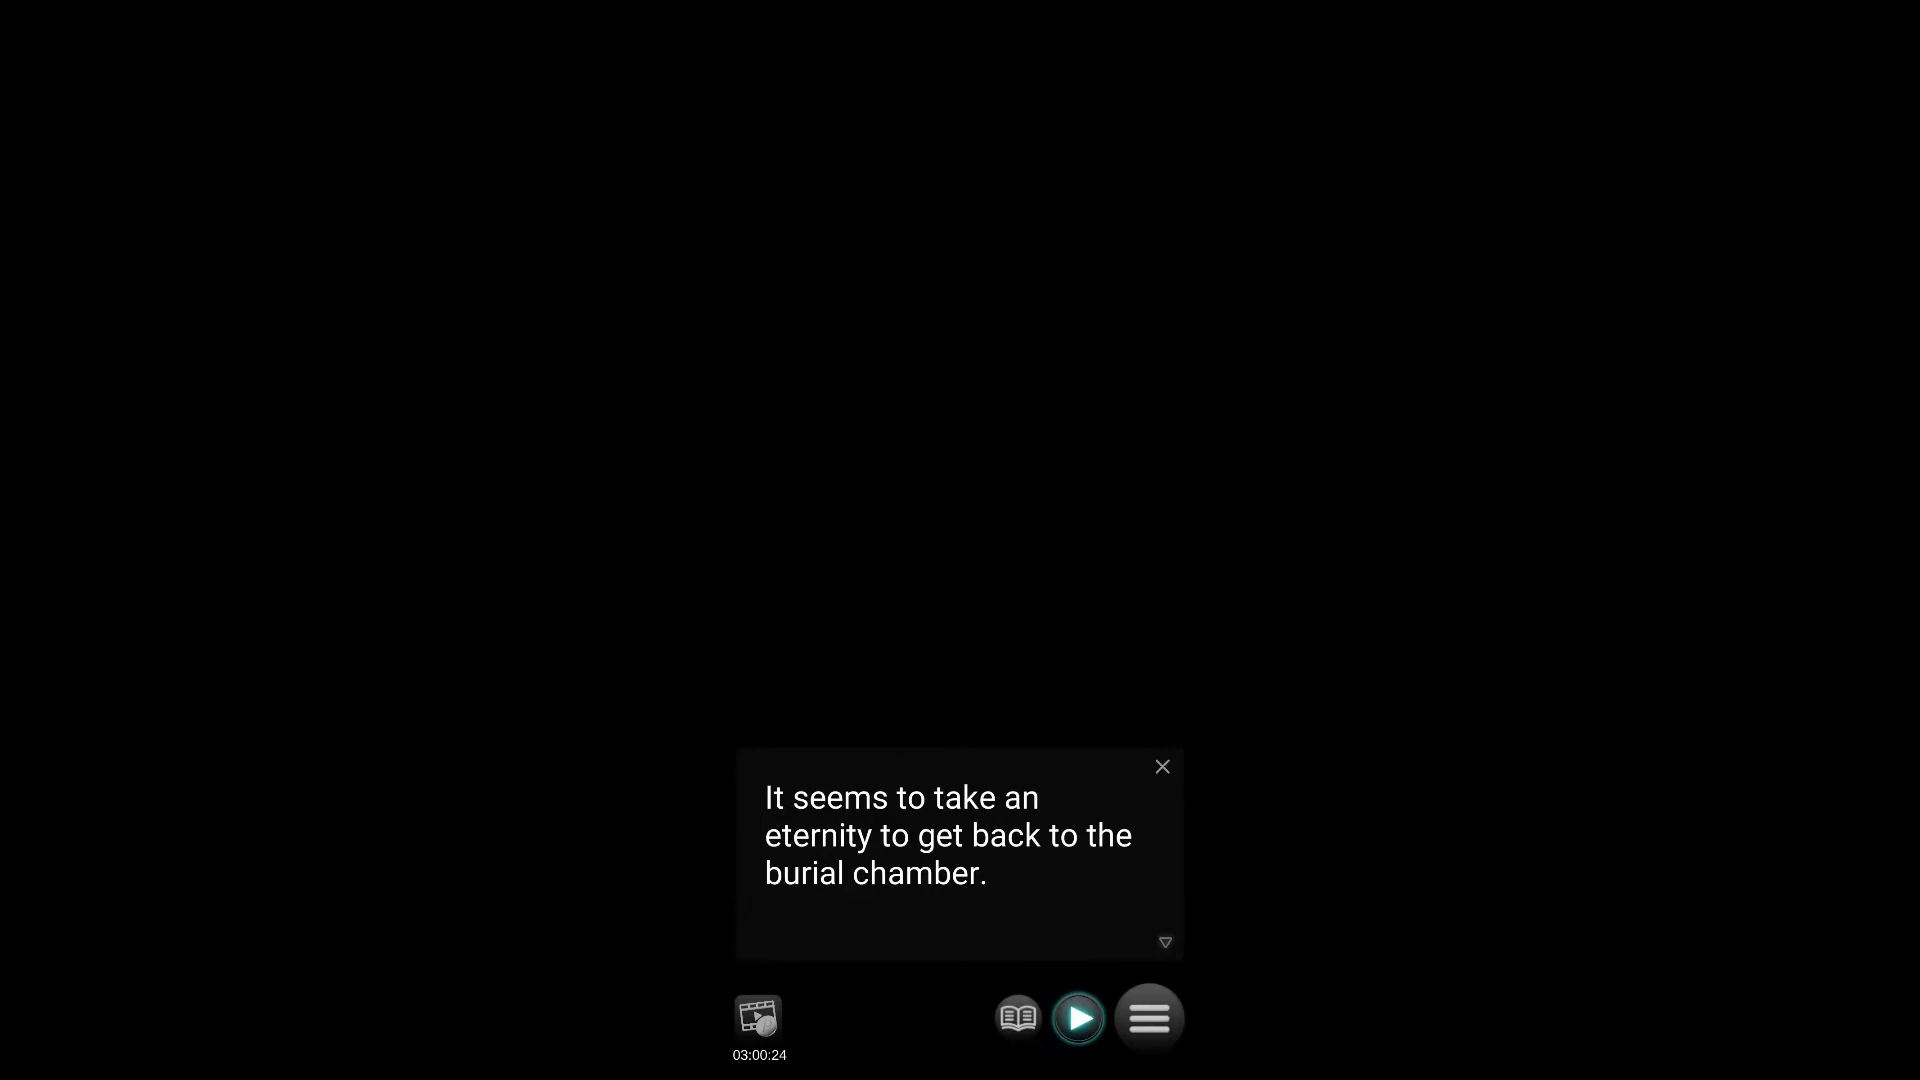 It seems to take an
eternity to get back to the
burial chamber.
03:00:24